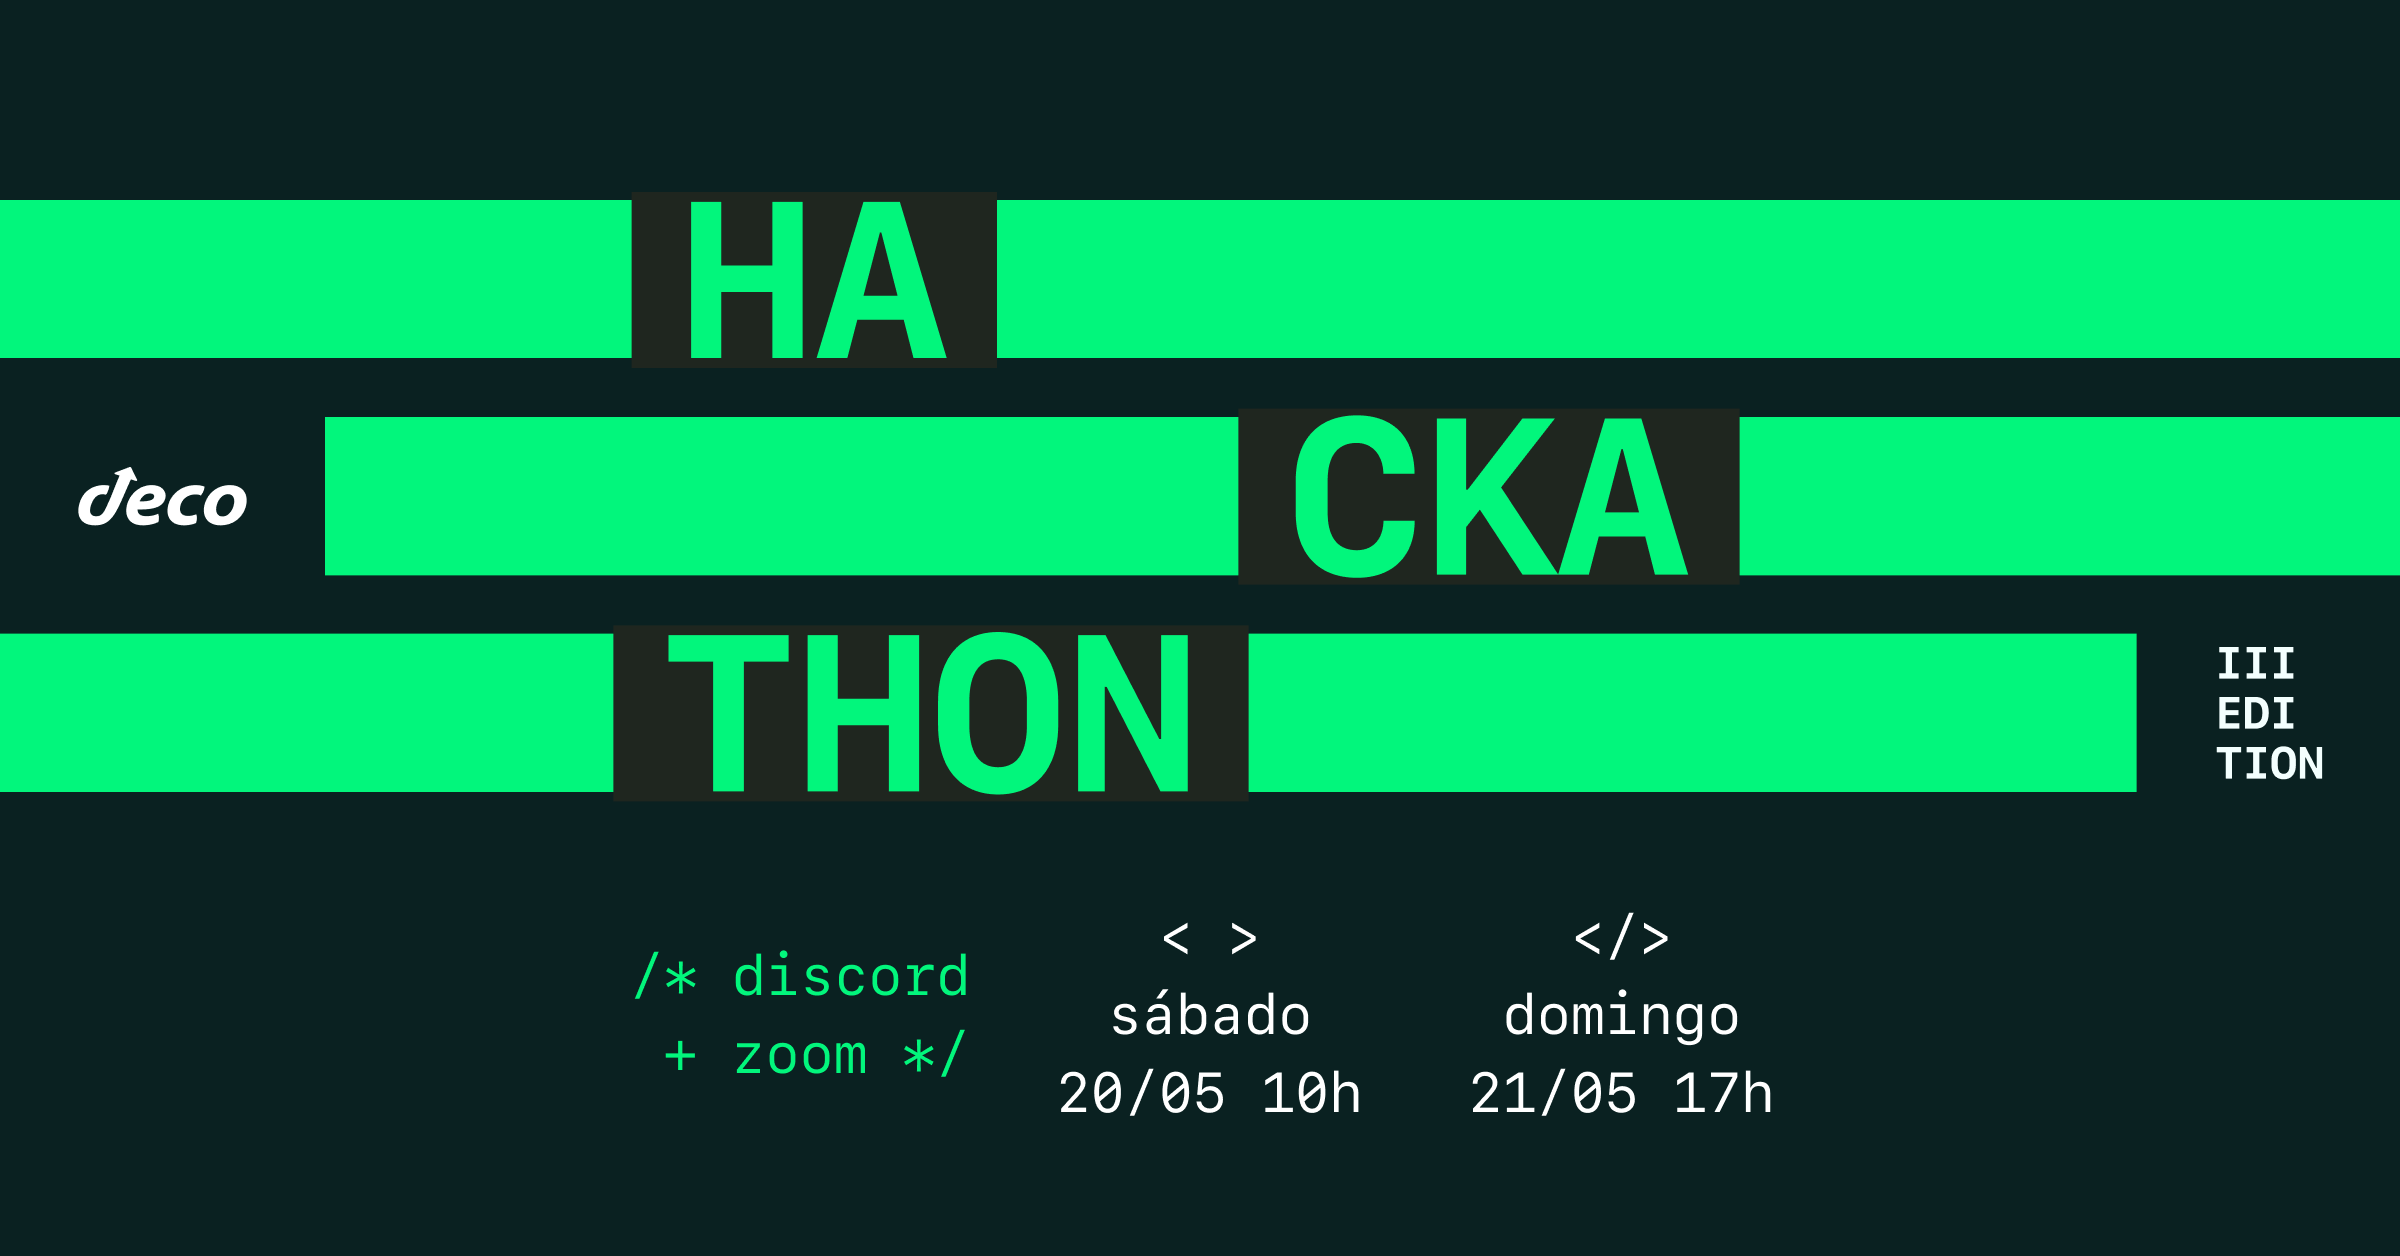 HA
deco
CKA
THON
III
EDI
TION
/* discord
+ zoom */
< >
sábado
20/05 10h
</>
domingo
21/05 17h